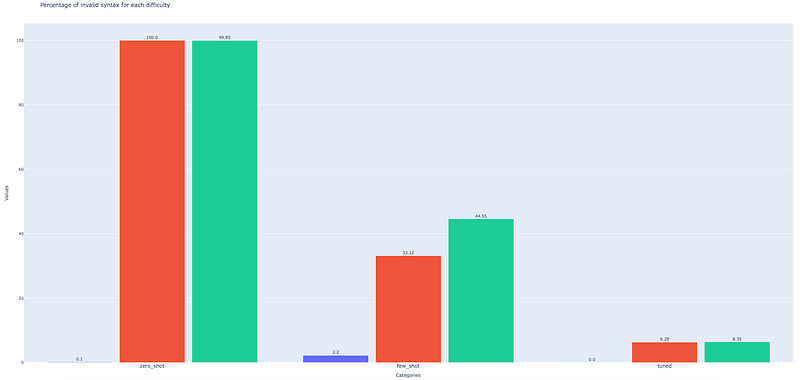 Percentage of invalid syntax for each difficulty
100
80
60
40
20
0
Values
0.1
100.0
99.95
2.2
33.12
44.55
0.0
6.29
6.35
zero_shot
few_shot
tuned
Categories